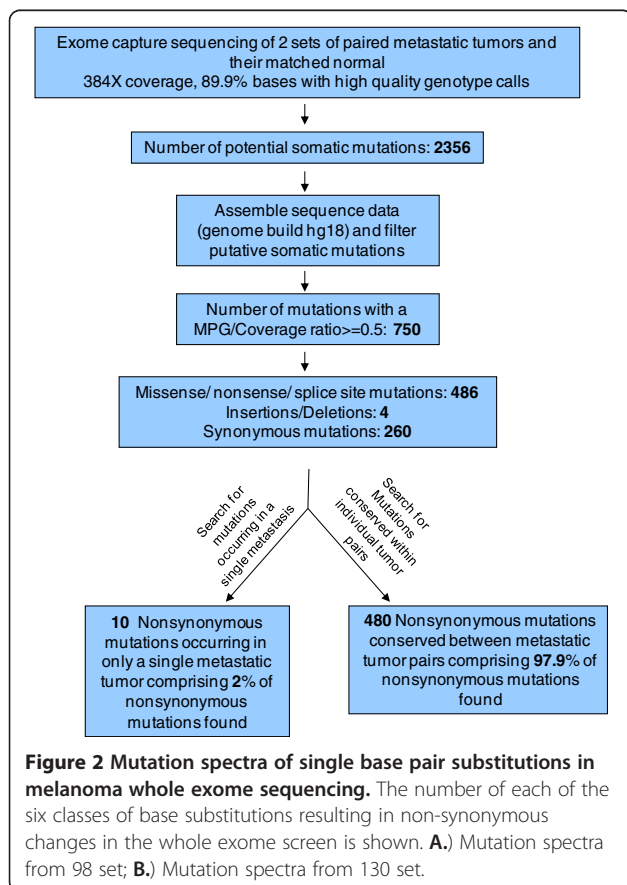 Exome capture sequencing of 2 sets of paired metastatic tumors and
their matched normal
384X coverage, 89.9% bases with high quality genotype calls
Number of potential somatic mutations: 2356
Assemble sequence data
(genome build hg18) and filter
putative somatic mutations
Number of mutations with a
MPG/Coverage ratio>=0.5: 750
Missense/ nonsense/ splice site mutations: 486
Insertions/Deletions: 4
Synonymous mutations: 260
Search for
mutations
occurring in a
single metastasis
Search for
Mutations
conserved within
individual tumor
pairs
10 Nonsynonymous
mutations occurring in
only a single metastatic
tumor comprising 2% of
nonsynonymous
mutations found
480 Nonsynonymous mutations
conserved between metastatic
tumor pairs comprising 97.9% of
nonsynonymous mutations
found
Figure 2 Mutation spectra of single base pair substitutions in
melanoma whole exome sequencing. The number of each of the
six classes of base substitutions resulting in non-synonymous
changes in the whole exome screen is shown. A.) Mutation spectra
from 98 set; B.) Mutation spectra from 130 set.